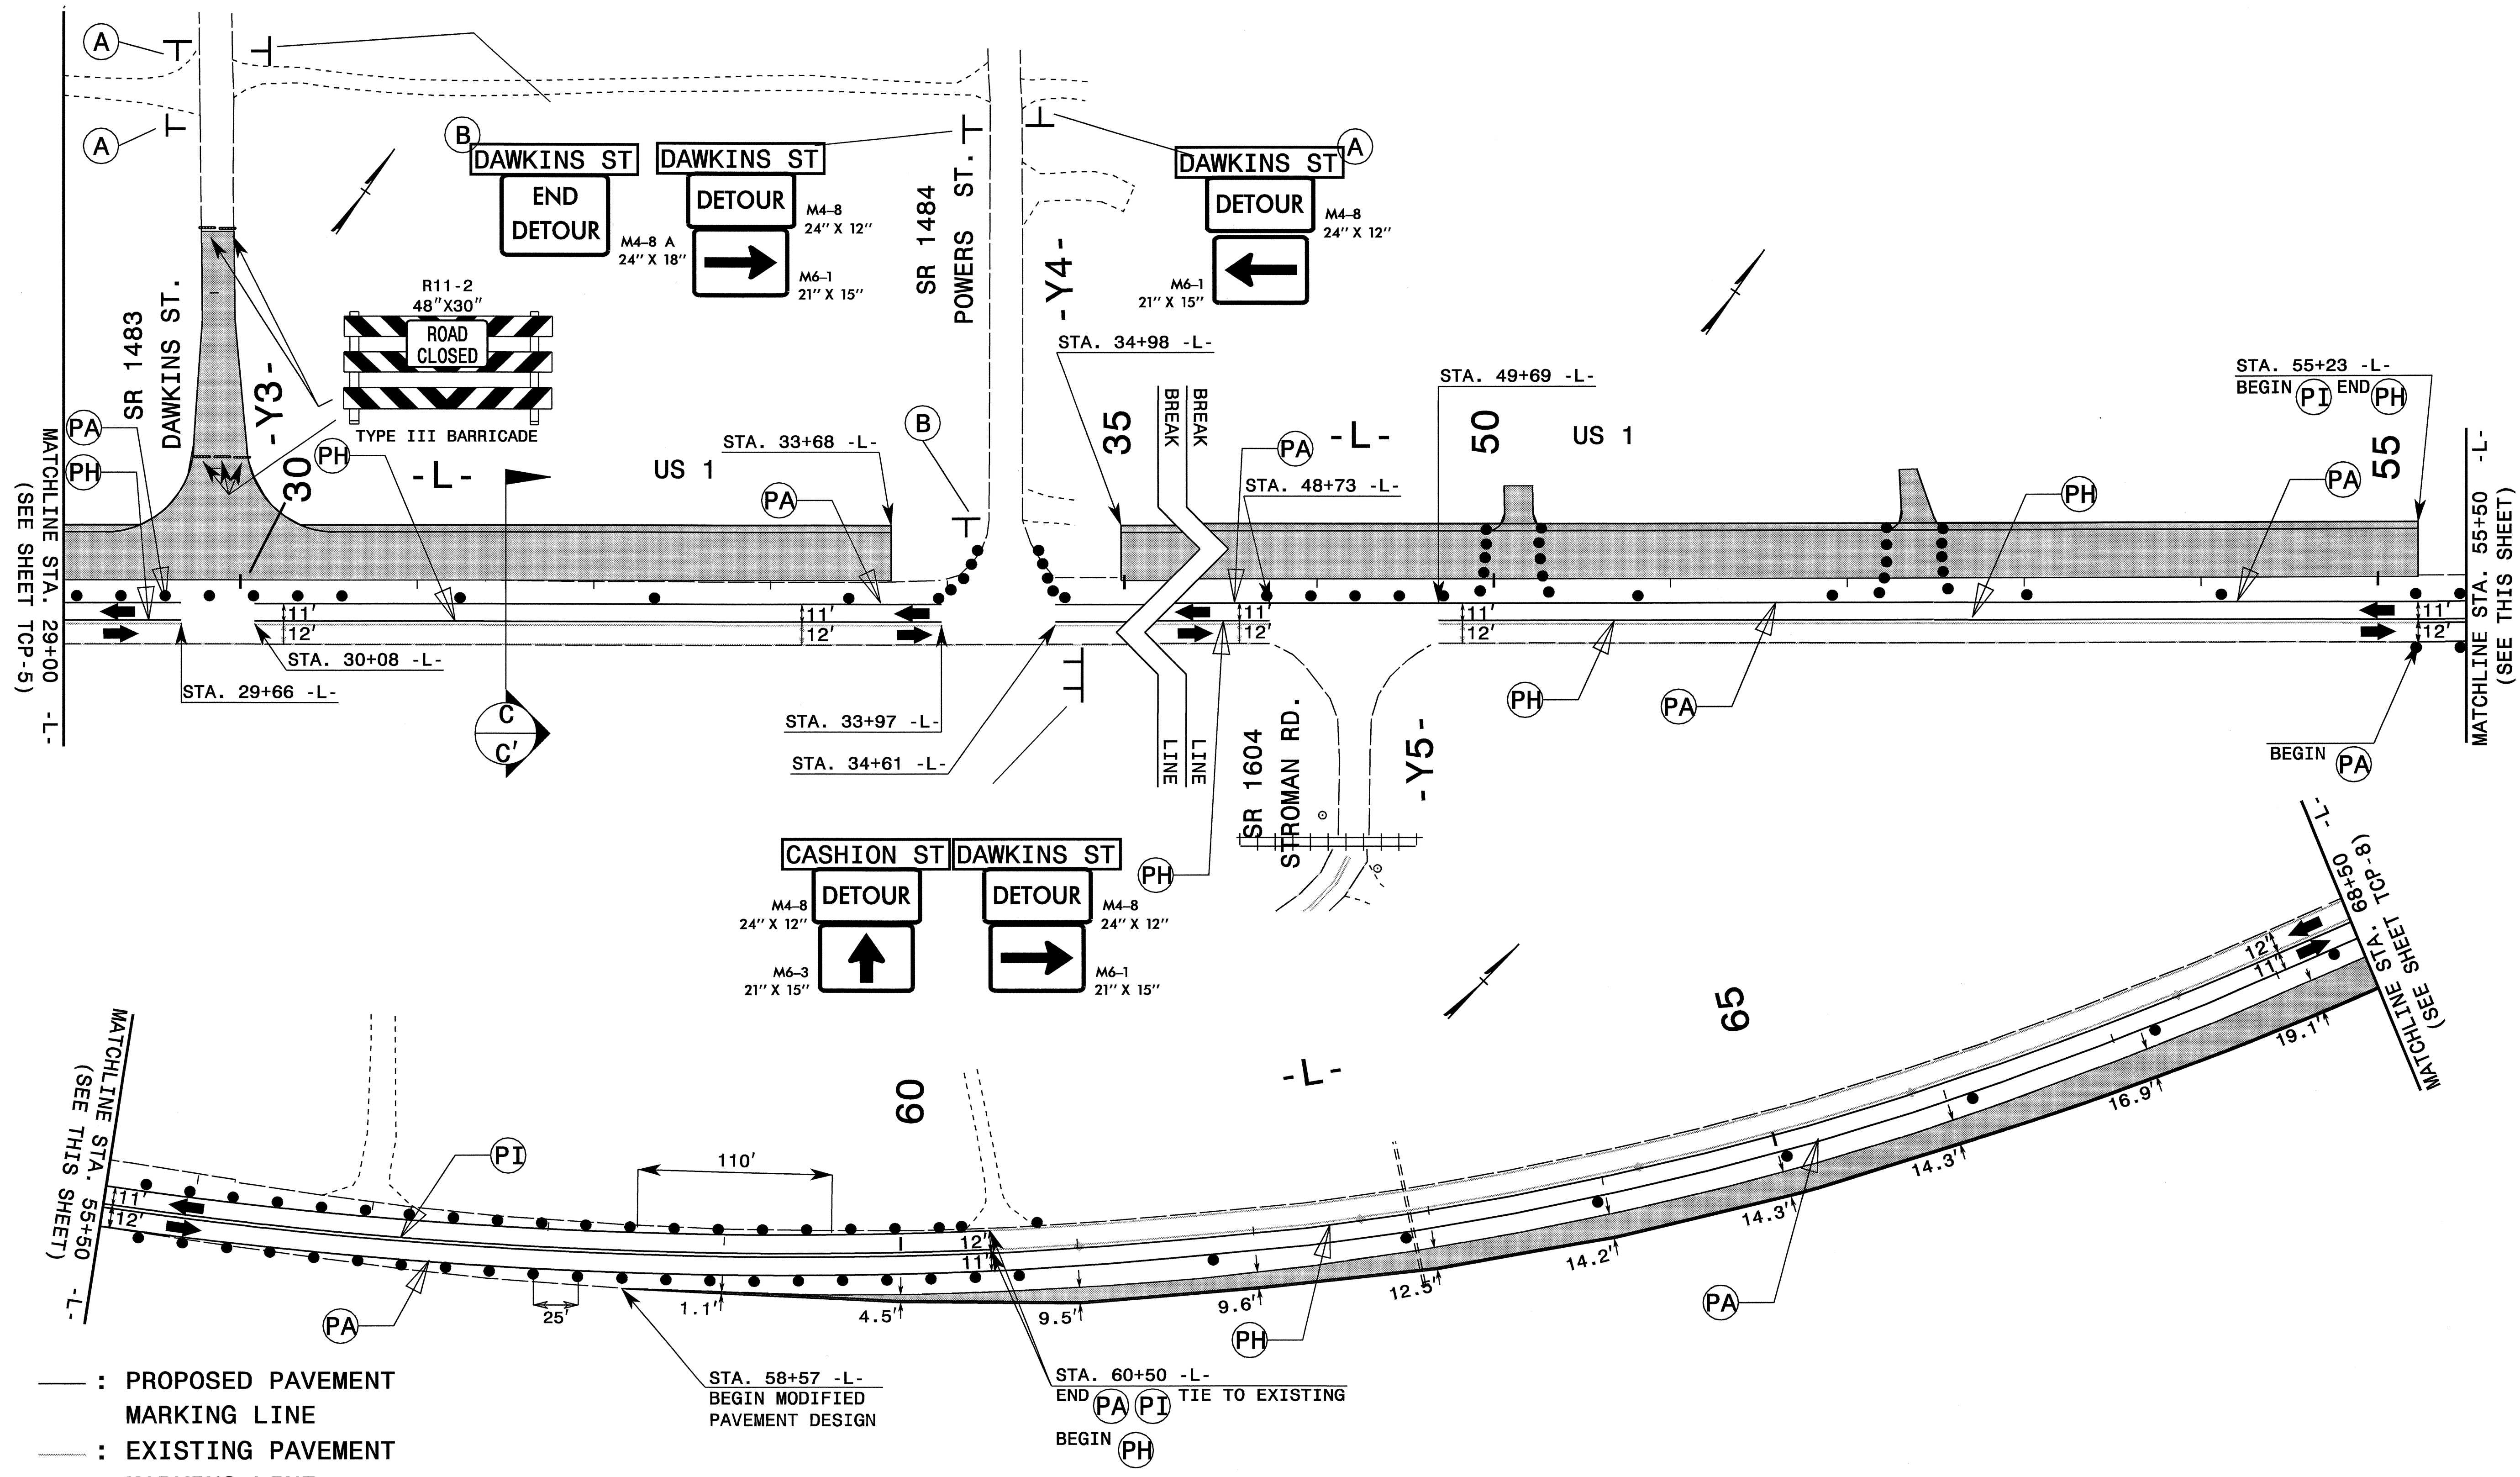 A
A
B
DAWKINS ST
END
DETOUR
M4-8 A
24" X 18"
DAWKINS ST
DETOUR
M4-8
24" X 12"
M6-1
21" X 15"
SR 1484
POWERS ST.
-Y4-
DAWKINS ST
A
DETOUR
M4-8
24" X 12"
M6-1
21" X 15"
SR 1483
DAWKINS ST.
-Y3-
R11-2
48"X30"
ROAD
CLOSED
TYPE III BARRICADE
MATCHLINE STA. 29+00 -L-
(SEE SHEET TCP-5)
PA
PH
30
PH
-L-
US 1
STA. 33+68 -L-
PA
B
STA. 34+98 -L-
35
BREAK
BREAK
LINE
LINE
PA
-L-
STA. 48+73 -L-
STA. 49+69 -L-
50
US 1
PH
PA
55
STA. 55+23 -L-
BEGIN PI END PH
MATCHLINE STA. 55+50 -L-
(SEE THIS SHEET)
11'
12'
11'
12'
11'
12'
11'
12'
11'
12'
STA. 30+08 -L-
STA. 29+66 -L-
C
C'
STA. 33+97 -L-
STA. 34+61 -L-
PH
SR 1604
STROMAN RD.
-Y5-
PH
PA
BEGIN PA
CASHION ST
DETOUR
M4-8
24" X 12"
M6-3
21" X 15"
DAWKINS ST
DETOUR
M4-8
24" X 12"
M6-1
21" X 15"
MATCHLINE STA. 55+50 -L-
(SEE THIS SHEET)
11'
12'
PI
PA
110'
25'
60
12'
11'
-L-
65
1.1'
4.5'
9.5'
9.6'
12.5'
14.2'
14.3'
14.3'
16.9'
19.1'
PH
PA
12'
11'
-L-
MATCHLINE STA. 68+50
(SEE SHEET TCP-8)
STA. 58+57 -L-
BEGIN MODIFIED
PAVEMENT DESIGN
STA. 60+50 -L-
END PA PI TIE TO EXISTING
BEGIN PH
: PROPOSED PAVEMENT
MARKING LINE
: EXISTING PAVEMENT